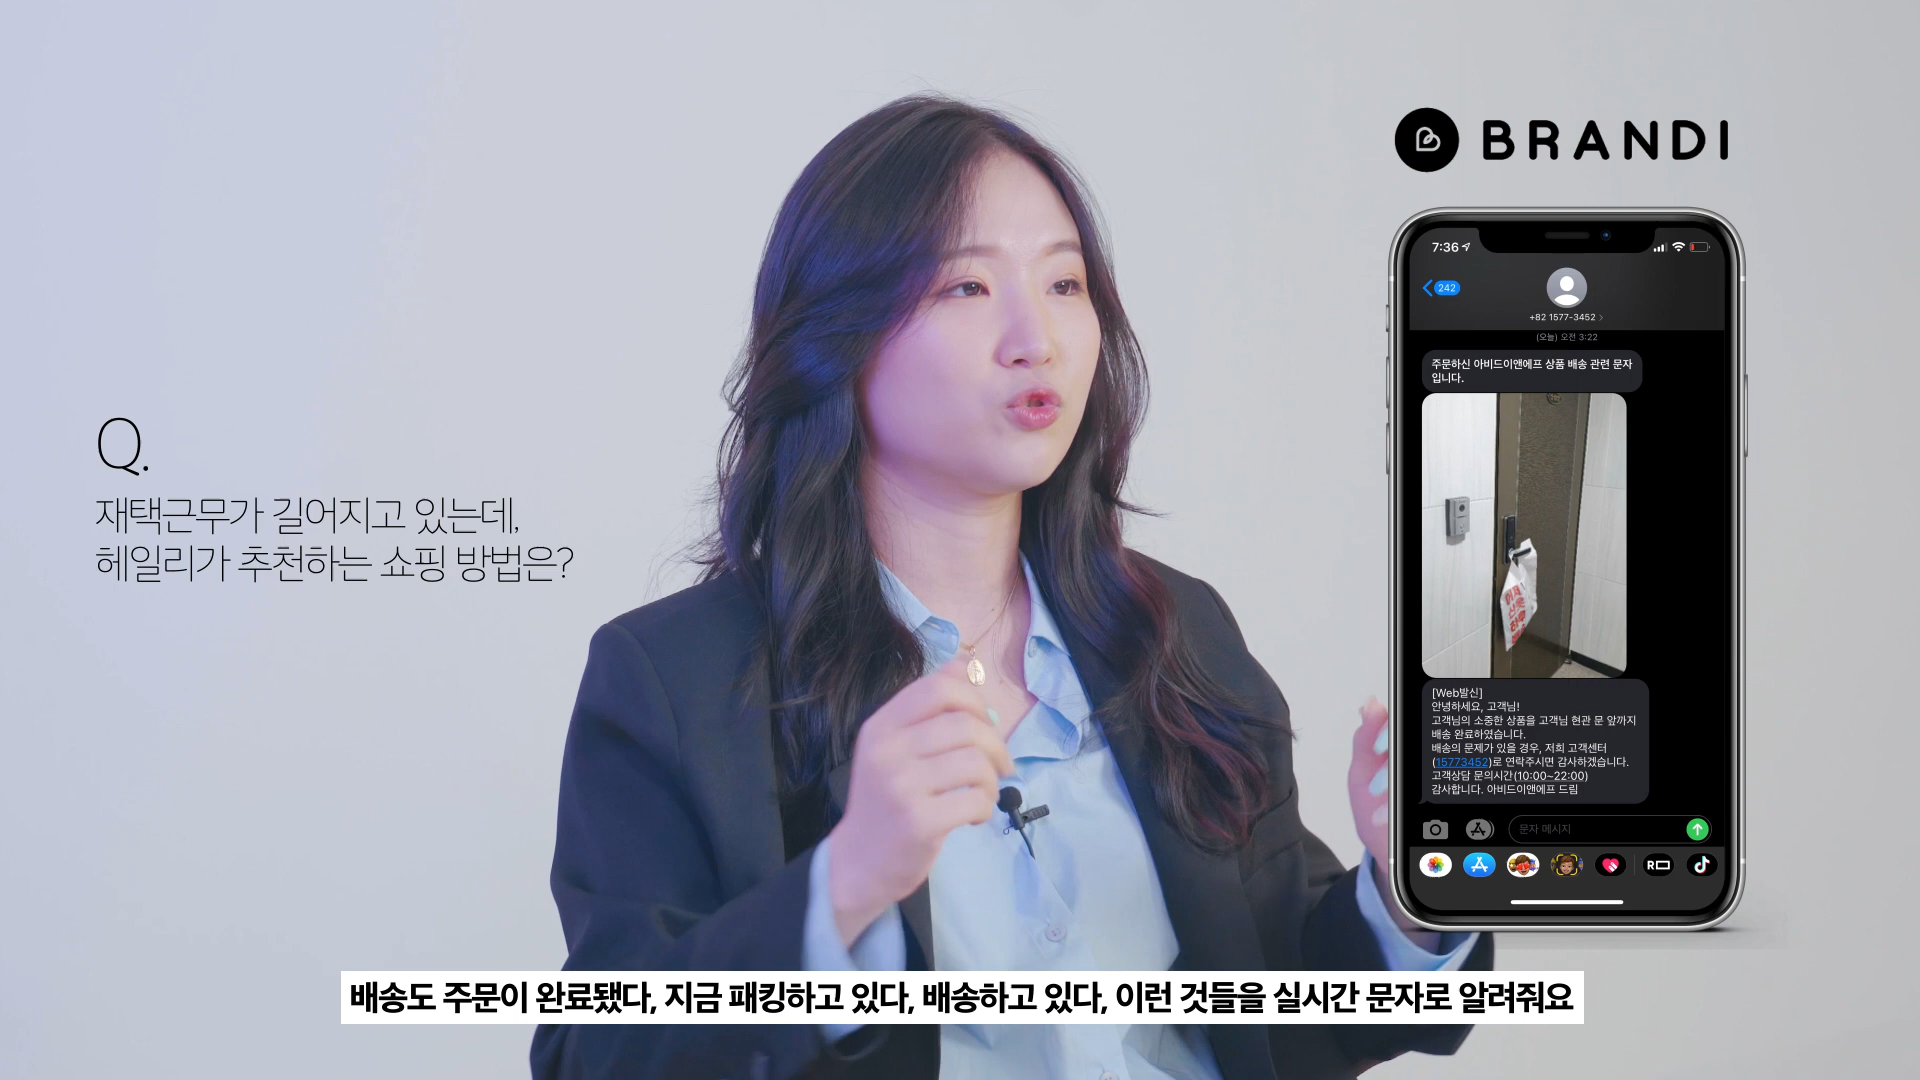 BRANDI
Q.
재택근무가 길어지고 있는데,
헤일리가 추천하는 쇼핑 방법은?
7:36
242
+82 1577-3452 >
(오늘) 오전 3:22
주문하신 아비드이앤에프 상품 배송 관련 문자
입니다.
[Web발신]
안녕하세요, 고객님!
고객님의 소중한 상품을 고객님 현관 문 앞까지
배송 완료하였습니다.
배송의 문제가 있을 경우, 저희 고객센터
(15773452)로 연락주시면 감사하겠습니다.
고객상담 문의시간(10:00~22:00)
감사합니다. 아비드이앤에프 드림
문자 메시지
배송도 주문이 완료됐다, 지금 패킹하고 있다, 배송하고 있다, 이런 것들을 실시간 문자로 알려줘요